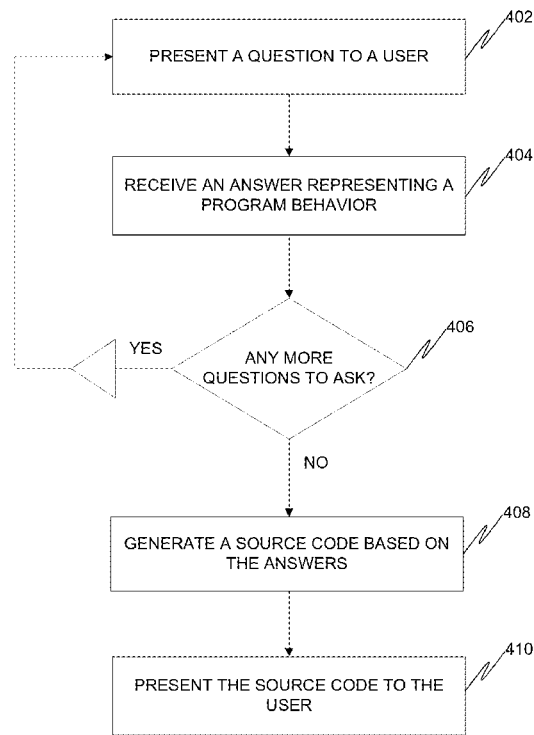 402
PRESENT A QUESTION TO A USER
404
RECEIVE AN ANSWER REPRESENTING A
PROGRAM BEHAVIOR
406
YES
ANY MORE
QUESTIONS TO ASK?
NO
408
GENERATE A SOURCE CODE BASED ON
THE ANSWERS
410
PRESENT THE SOURCE CODE TO THE
USER